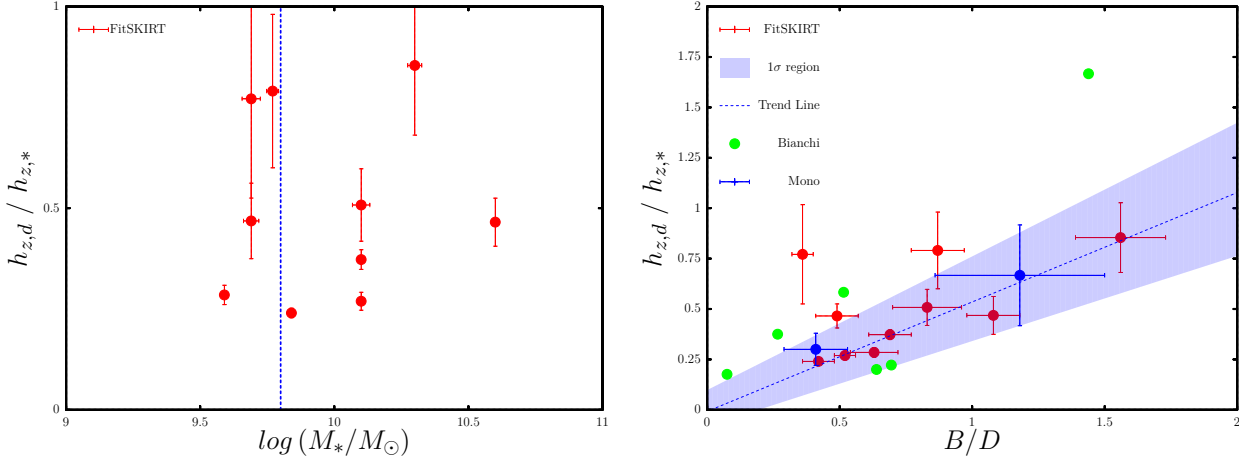 FitSKIRT
h_{z,d} / h_{z,*}
1
0.5
0
9
9.5
10
10.5
11
log (M_*/M_⊙)
FitSKIRT
1σ region
Trend Line
Bianchi
Mono
h_{z,d} / h_{z,*}
2
1.75
1.5
1.25
1
0.75
0.5
0.25
0
0
0.5
1
1.5
2
B/D